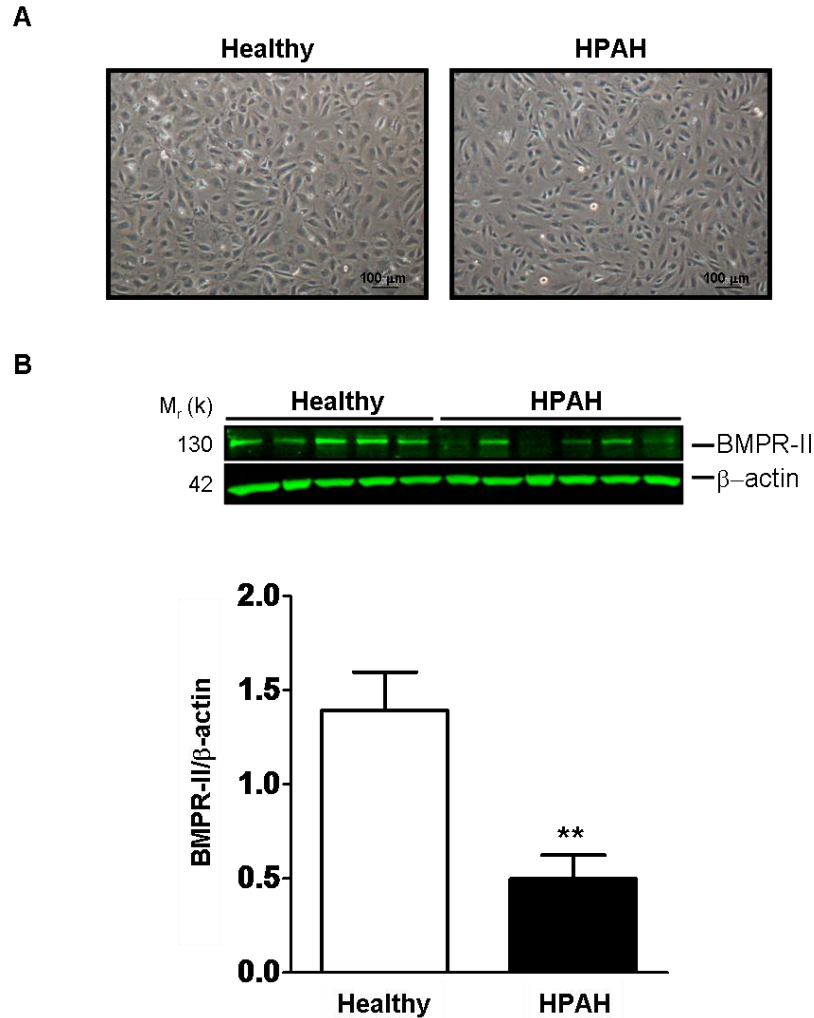 A
Healthy HPAH
100 µm 100 µm
B
Mr (k) Healthy HPAH
130 BMPR-II
42 β–actin
2.0
1.5
1.0
0.5
0.0
BMPR-II/β-actin
**
Healthy HPAH